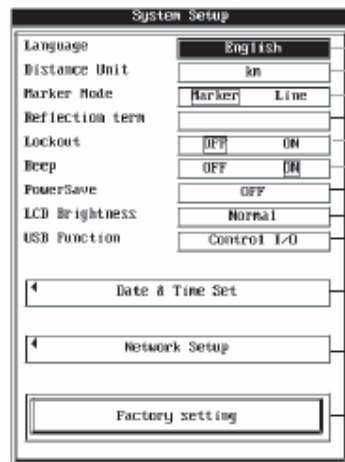 System Setup
Language English
Distance Unit km
Marker Mode Marker Line
Reflection term
Lockout OFF ON
Beep OFF ON
PowerSave OFF
LCD Brightness Normal
USB Function Control I/O
Date & Time Set
Network Setup
Factory setting